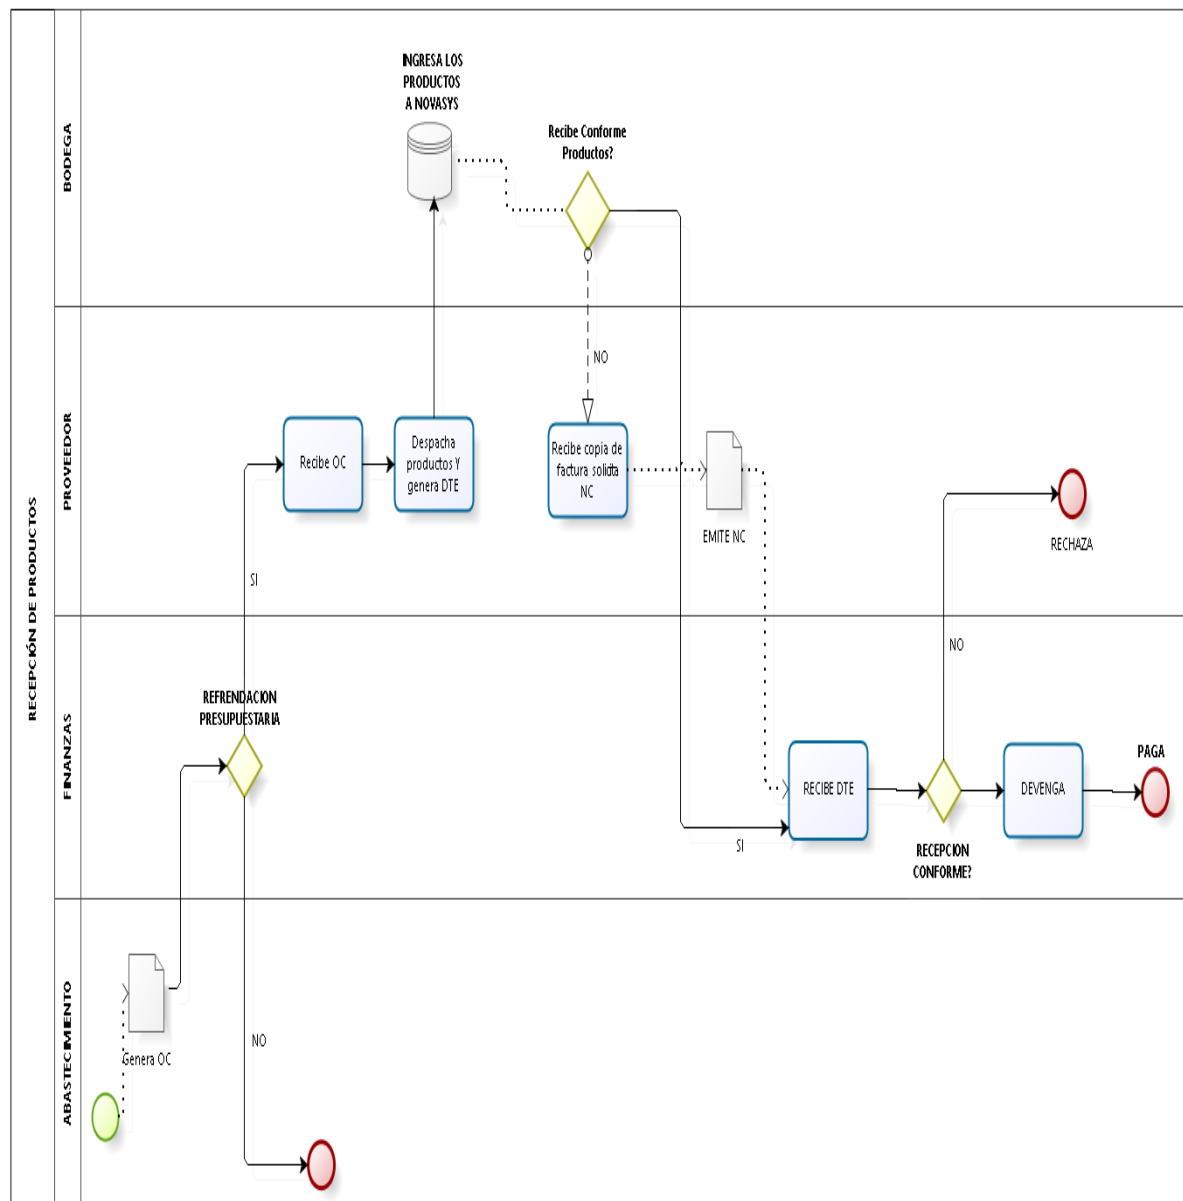 RECEPCIÓN DE PRODUCTOS
BODEGA
INGRESA LOS
PRODUCTOS
A NOVASYS
Recibe Conforme
Productos?
PROVEEDOR
Recibe OC
Despacha
productos Y
genera DTE
NO
Recibe copia de
factura solicita
NC
EMITE NC
RECHAZA
SI
FINANZAS
REFRENDACION
PRESUPUESTARIA
NO
RECIBE DTE
SI
RECEPCION
CONFORME?
DEVENGA
PAGA
ABASTECIMIENTO
Genera OC
NO